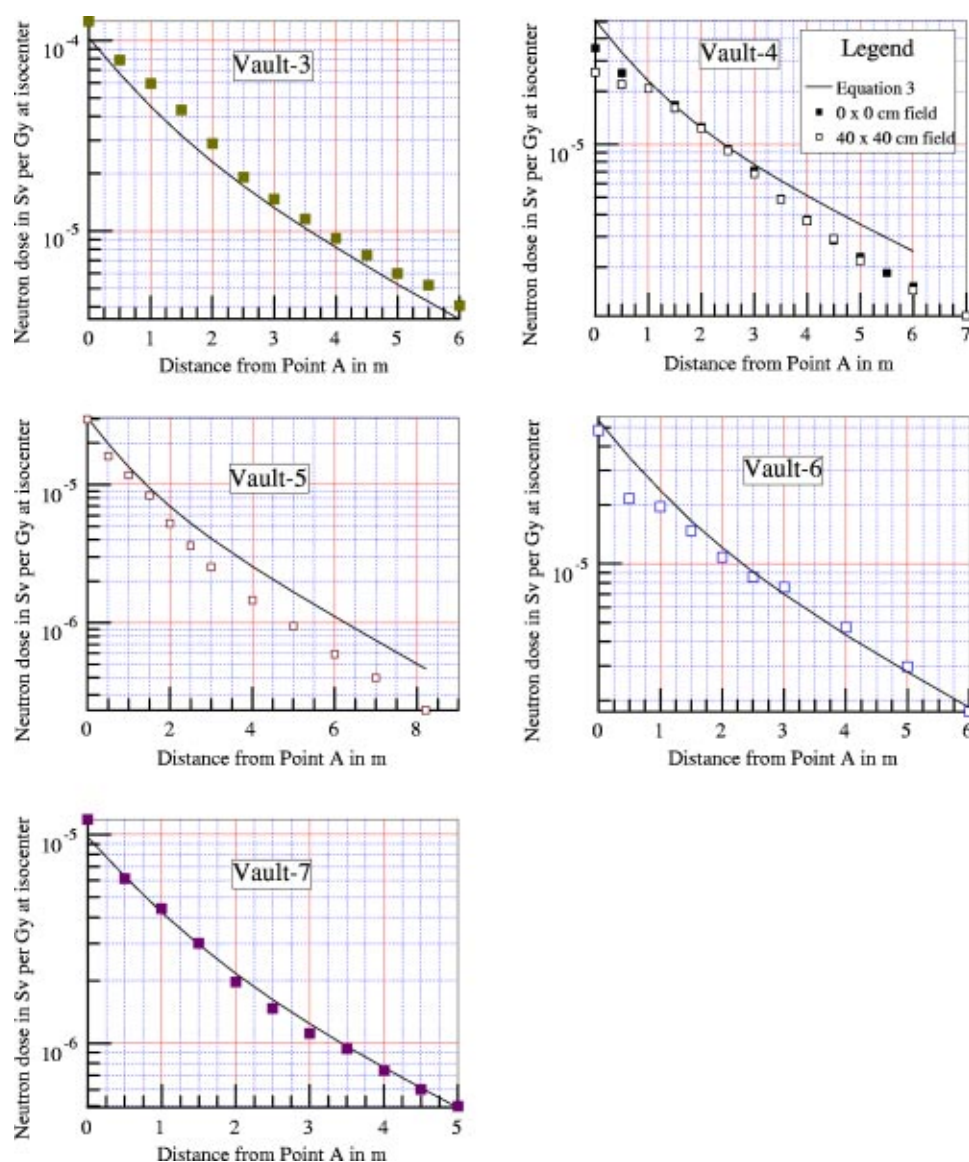 Neutron dose in Sv per Gy at isocenter
10-4
10-5
Vault-3
0 1 2 3 4 5 6
Distance from Point A in m
Neutron dose in Sv per Gy at isocenter
10-5
Vault-4
Legend
Equation 3
0 x 0 cm field
40 x 40 cm field
0 1 2 3 4 5 6 7
Distance from Point A in m
Neutron dose in Sv per Gy at isocenter
10-5
10-6
Vault-5
0 2 4 6 8
Distance from Point A in m
Neutron dose in Sv per Gy at isocenter
10-5
Vault-6
0 1 2 3 4 5 6
Distance from Point A in m
Neutron dose in Sv per Gy at isocenter
10-5
10-6
Vault-7
0 1 2 3 4 5
Distance from Point A in m